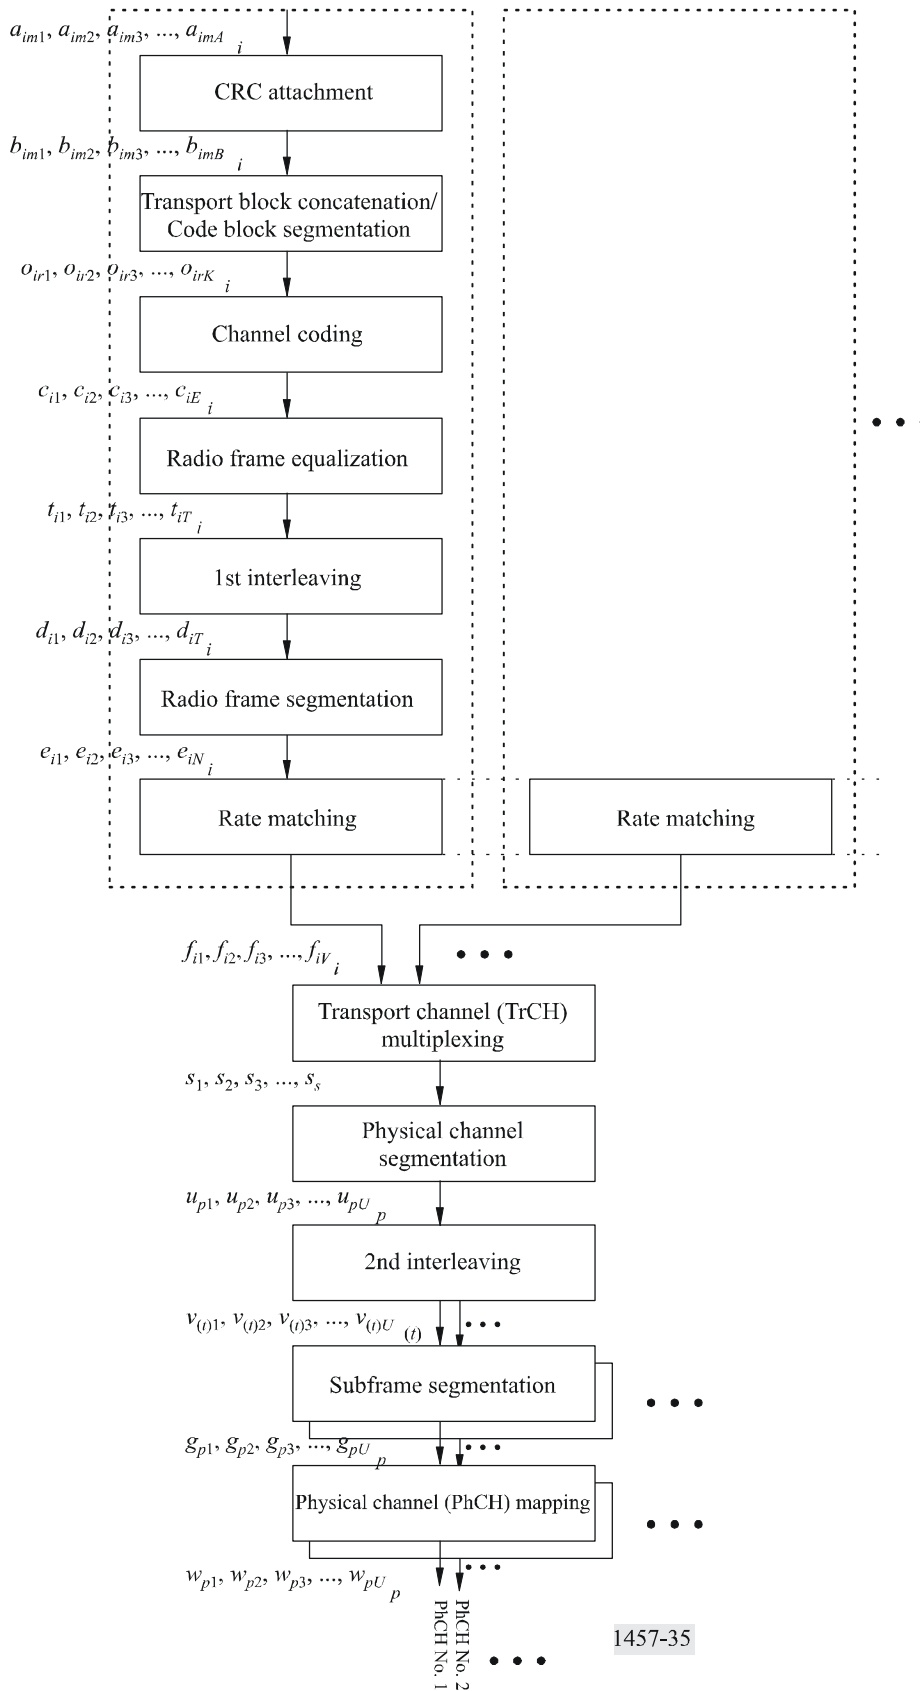 a_im1, a_im2, a_im3, ..., a_imA_i
CRC attachment
b_im1, b_im2, b_im3, ..., b_imB_i
Transport block concatenation/
Code block segmentation
o_ir1, o_ir2, o_ir3, ..., o_irK_i
Channel coding
c_i1, c_i2, c_i3, ..., c_iE_i
Radio frame equalization
t_i1, t_i2, t_i3, ..., t_iT_i
1st interleaving
d_i1, d_i2, d_i3, ..., d_iT_i
Radio frame segmentation
e_i1, e_i2, e_i3, ..., e_iN_i
Rate matching
Rate matching
f_i1, f_i2, f_i3, ..., f_iV_i
Transport channel (TrCH)
multiplexing
s_1, s_2, s_3, ..., s_s
Physical channel
segmentation
u_p1, u_p2, u_p3, ..., u_pU_p
2nd interleaving
v_(t)1, v_(t)2, v_(t)3, ..., v_(t)U_(t)
Subframe segmentation
g_p1, g_p2, g_p3, ..., g_pU_p
Physical channel (PhCH) mapping
w_p1, w_p2, w_p3, ..., w_pU_p
PhCH No. 1
PhCH No. 2
1457-35